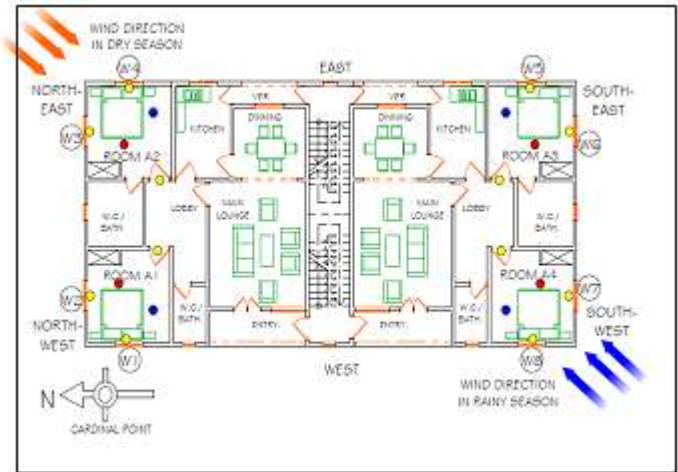 WIND DIRECTION
IN DRY SEASON
EAST
W4
W5
NORTH-
EAST
SOUTH-
EAST
VER.
VER.
DINNING
DINNING
KITCHEN
KITCHEN
W3
W6
ROOM A2
ROOM A3
W.C./
BATH
LOBBY
MAIN
LOUNGE
MAIN
LOUNGE
LOBBY
W.C./
BATH
ROOM A1
ROOM A4
W2
W7
NORTH-
WEST
SOUTH-
WEST
W.C./
BATH
ENTRY.
ENTRY.
W.C./
BATH
W1
W8
WEST
WIND DIRECTION
IN RAINY SEASON
N
CARDINAL POINT